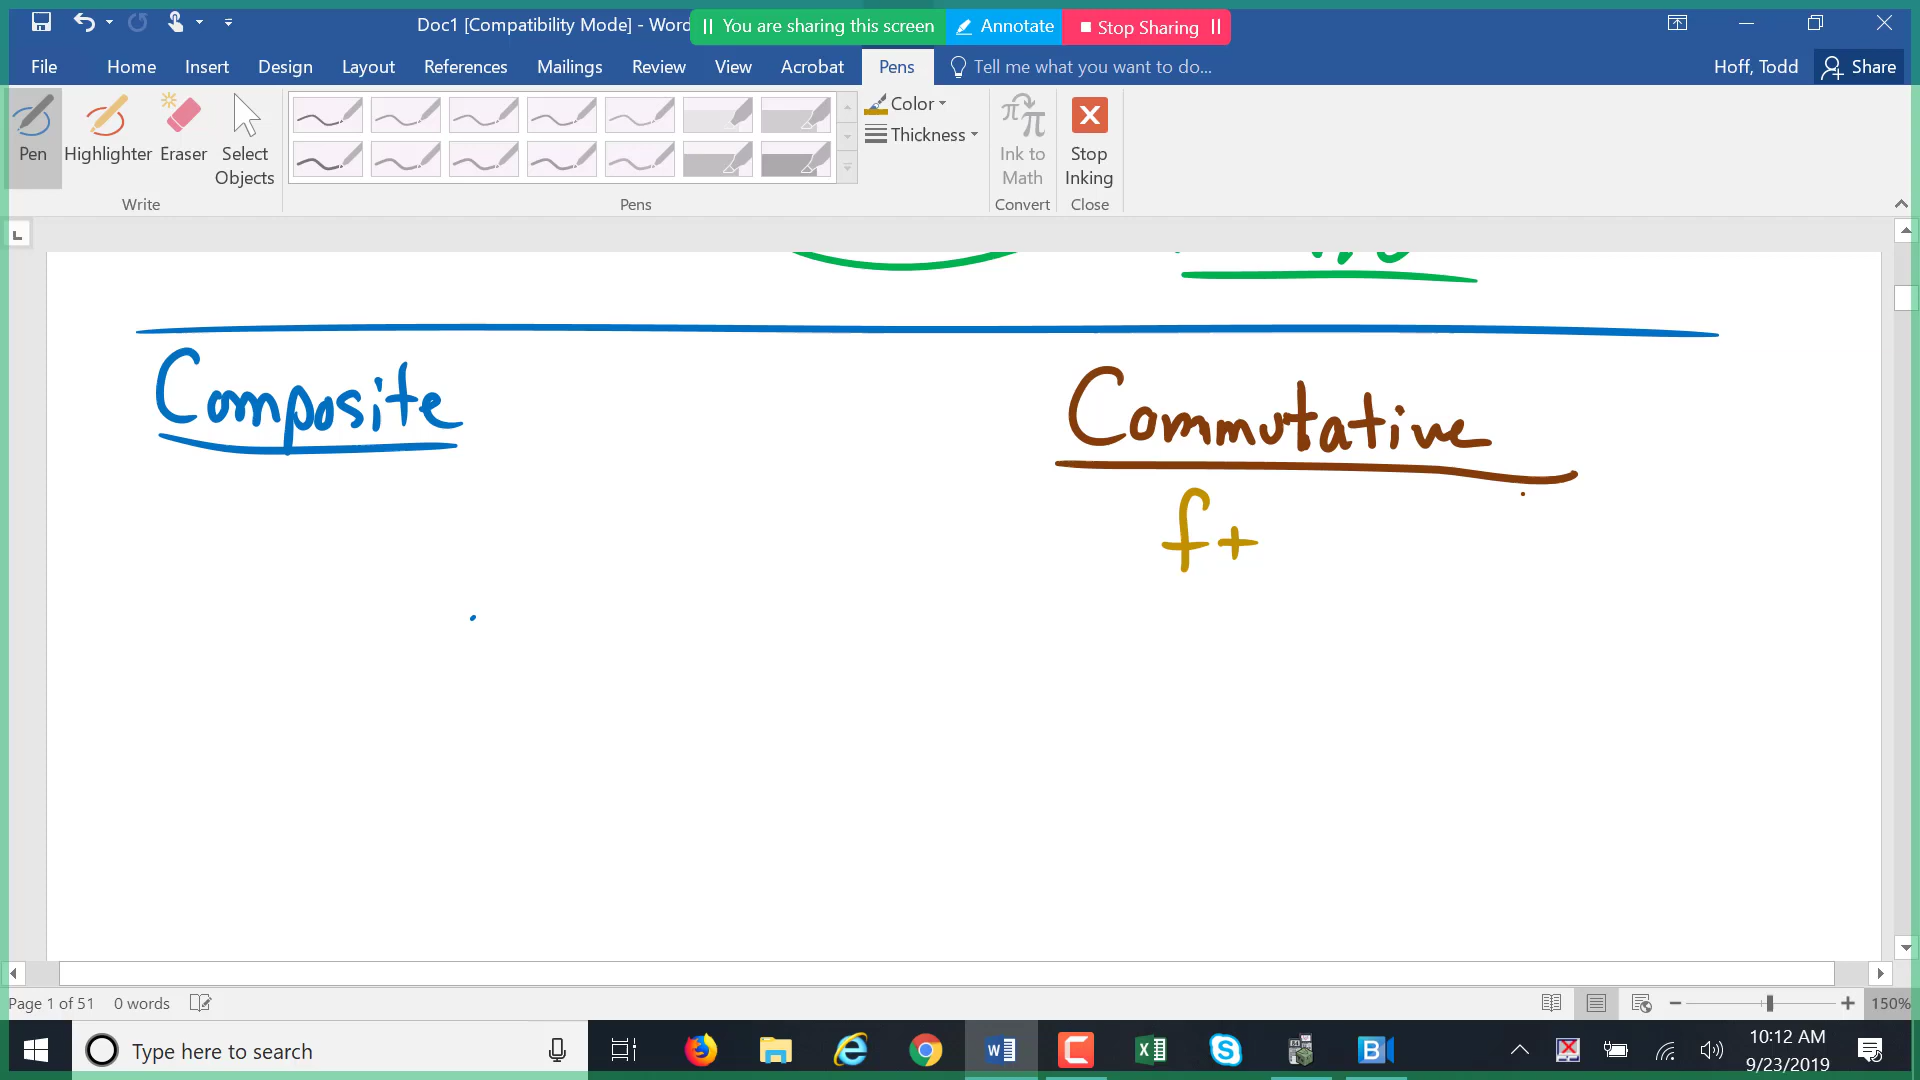 Doc1 [Compatibility Mode] - Word
You are sharing this screen
Annotate
Stop Sharing
File Home Insert Design Layout References Mailings Review View Acrobat Pens Tell me what you want to do... Hoff, Todd Share
Pen Highlighter Eraser Select Objects
Color
Thickness
Ink to Math
Stop Inking
Write Pens Convert Close
Composite
Commutative
f+
Page 1 of 51 0 words 150%
Type here to search
10:12 AM
9/23/2019